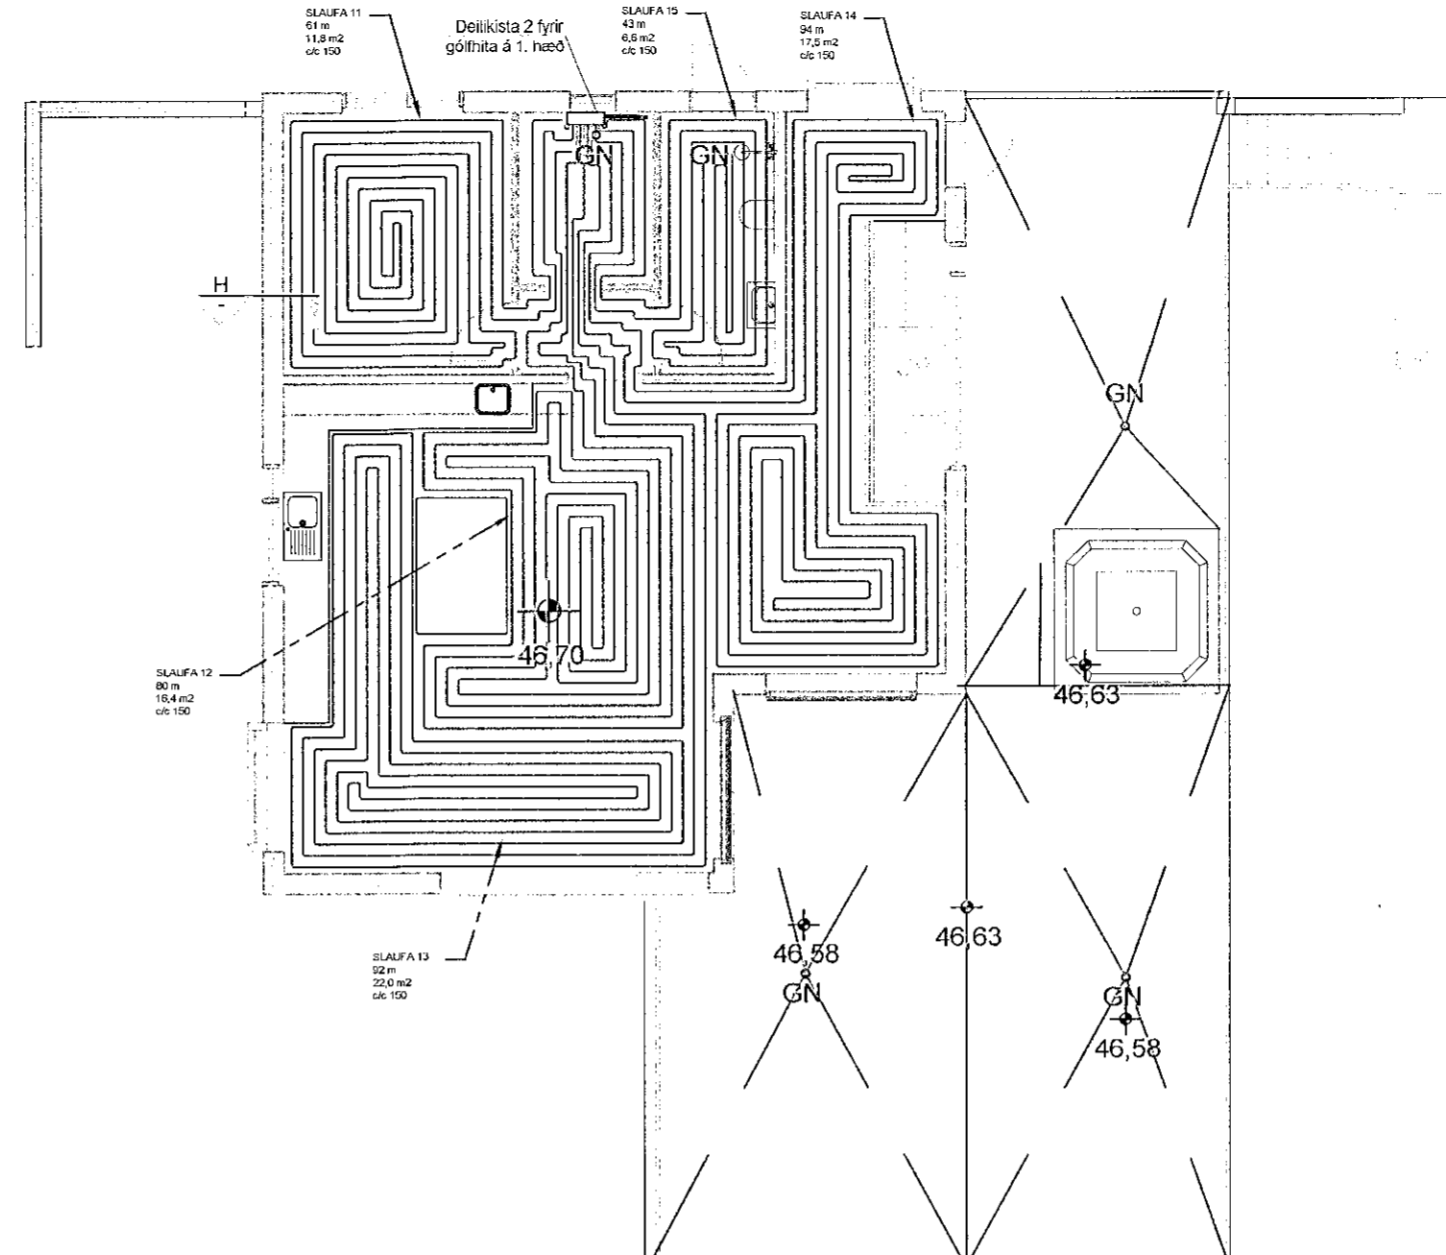 SLAUFA 11
61 m
11,8 m2
c/c 150
Deilikista 2 fyrir
gólfhita á 1. hæð
SLAUFA 15
43 m
6,6 m2
c/c 150
SLAUFA 14
94 m
17,5 m2
c/c 150
GN
GN
H
GN
46,70
SLAUFA 12
80 m
16,4 m2
c/c 150
46,63
46,58
GN
46,63
GN
46,58
SLAUFA 13
92 m
22,0 m2
c/c 150